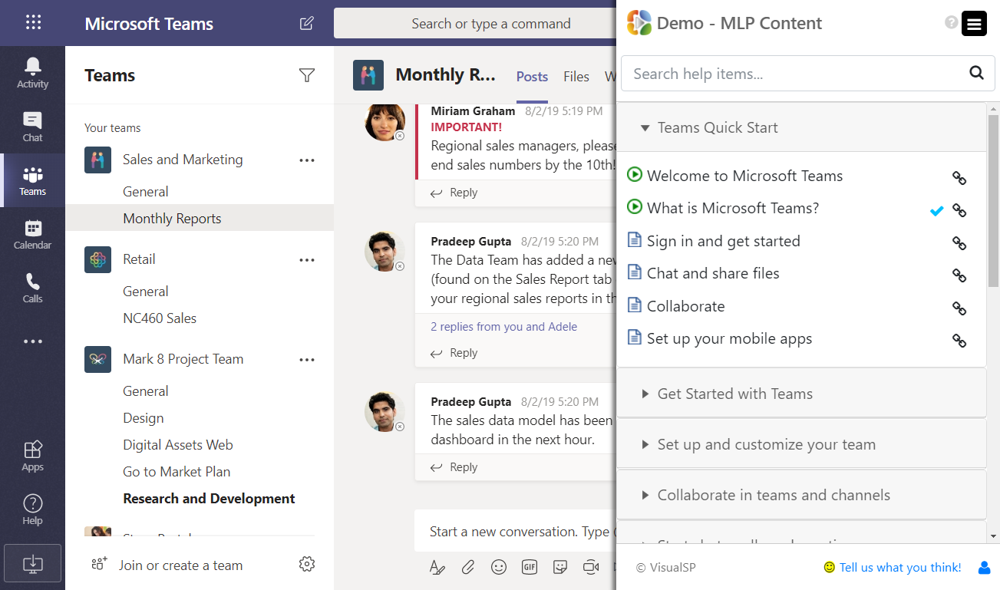 Microsoft Teams
Search or type a command
Activity
Chat
Teams
Calendar
Calls
Apps
Help
Teams
Your teams
Sales and Marketing
General
Monthly Reports
Retail
General
NC460 Sales
Mark 8 Project Team
General
Design
Digital Assets Web
Go to Market Plan
Research and Development
Join or create a team
Monthly R... Posts Files W
Miriam Graham 8/2/19 5:19 PM
IMPORTANT!
Regional sales managers, please
end sales numbers by the 10th!
Reply
Pradeep Gupta 8/2/19 5:20 PM
The Data Team has added a new
(found on the Sales Report tab
your regional sales reports in th
2 replies from you and Adele
Reply
Pradeep Gupta 8/2/19 5:20 PM
The sales data model has been
dashboard in the next hour.
Reply
Start a new conversation. Type
GIF
Demo - MLP Content
?
Search help items...
Teams Quick Start
Welcome to Microsoft Teams
What is Microsoft Teams?
Sign in and get started
Chat and share files
Collaborate
Set up your mobile apps
Get Started with Teams
Set up and customize your team
Collaborate in teams and channels
© VisualSP
Tell us what you think!